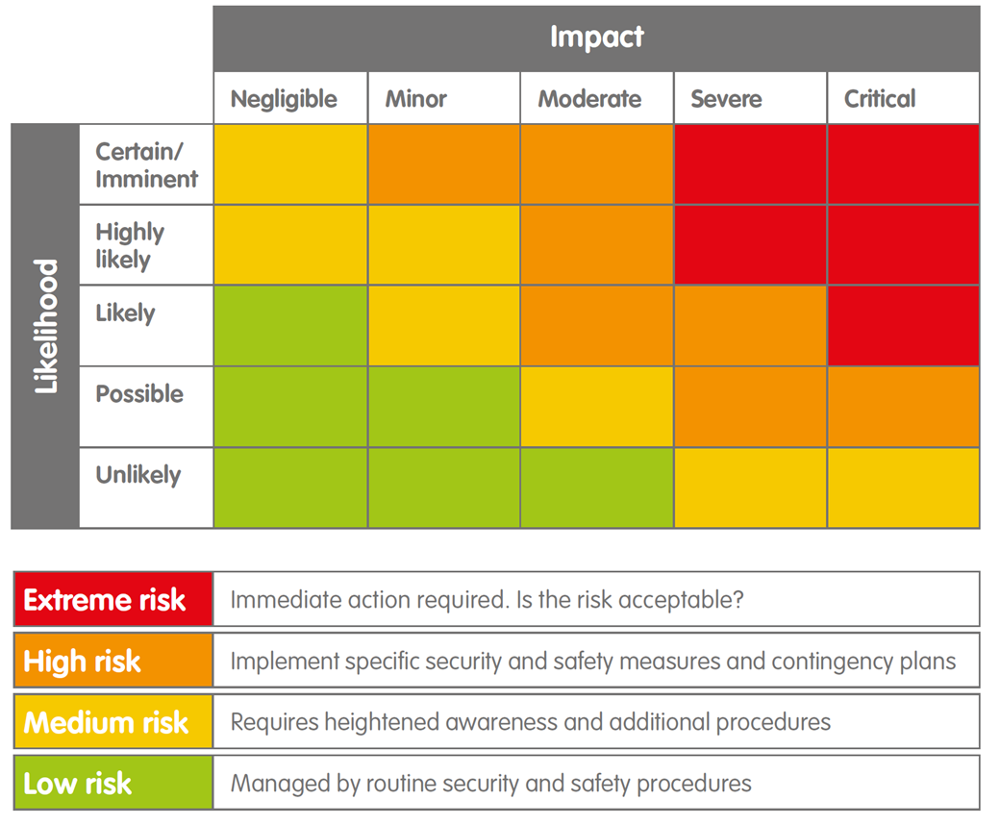 Impact
Negligible
Minor
Moderate
Severe
Critical
Likelihood
Certain/
Imminent
Highly
likely
Likely
Possible
Unlikely
Extreme risk
Immediate action required. Is the risk acceptable?
High risk
Implement specific security and safety measures and contingency plans
Medium risk
Requires heightened awareness and additional procedures
Low risk
Managed by routine security and safety procedures